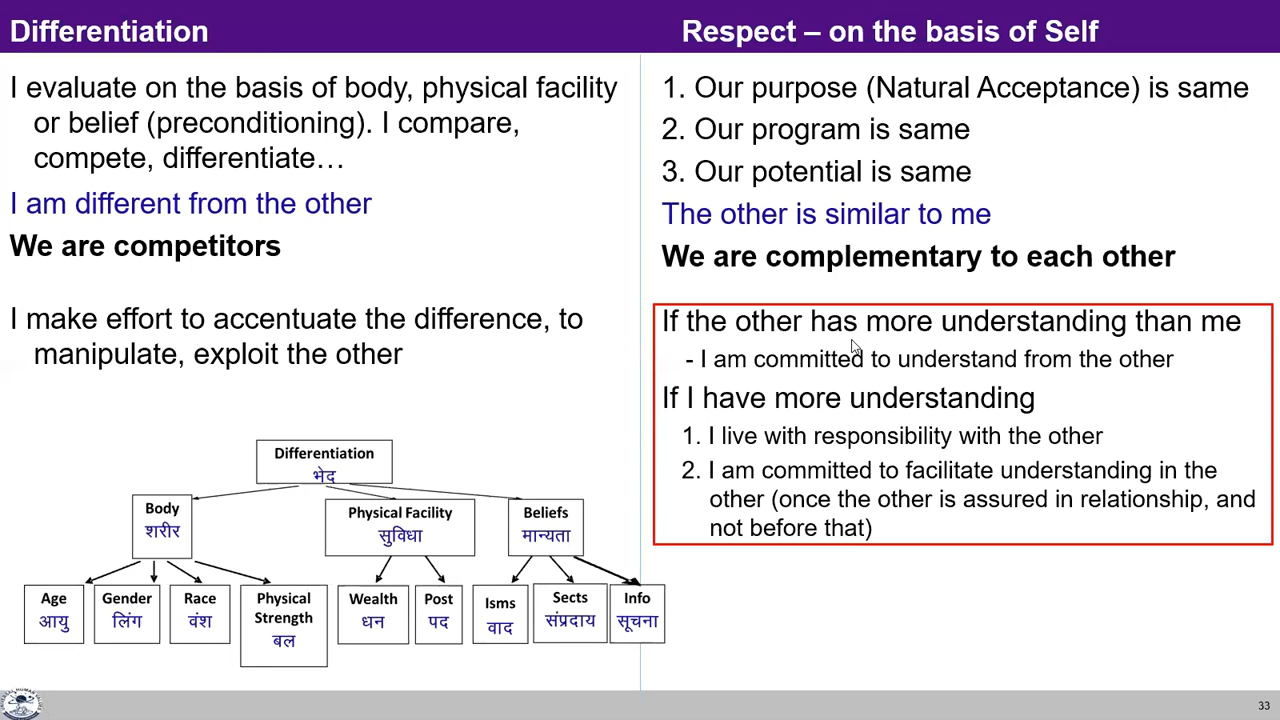 Differentiation
I evaluate on the basis of body, physical facility
or belief (preconditioning). I compare,
compete, differentiate…
I am different from the other
We are competitors
I make effort to accentuate the difference, to
manipulate, exploit the other
Differentiation
भेद
Body
शरीर
Physical Facility
सुविधा
Beliefs
मान्यता
Age
आयु
Gender
लिंग
Race
वंश
Physical
Strength
बल
Wealth
धन
Post
पद
Isms
वाद
Sects
संप्रदाय
Info
सूचना
Respect – on the basis of Self
1. Our purpose (Natural Acceptance) is same
2. Our program is same
3. Our potential is same
The other is similar to me
We are complementary to each other
If the other has more understanding than me
- I am committed to understand from the other
If I have more understanding
1. I live with responsibility with the other
2. I am committed to facilitate understanding in the
other (once the other is assured in relationship, and
not before that)
33